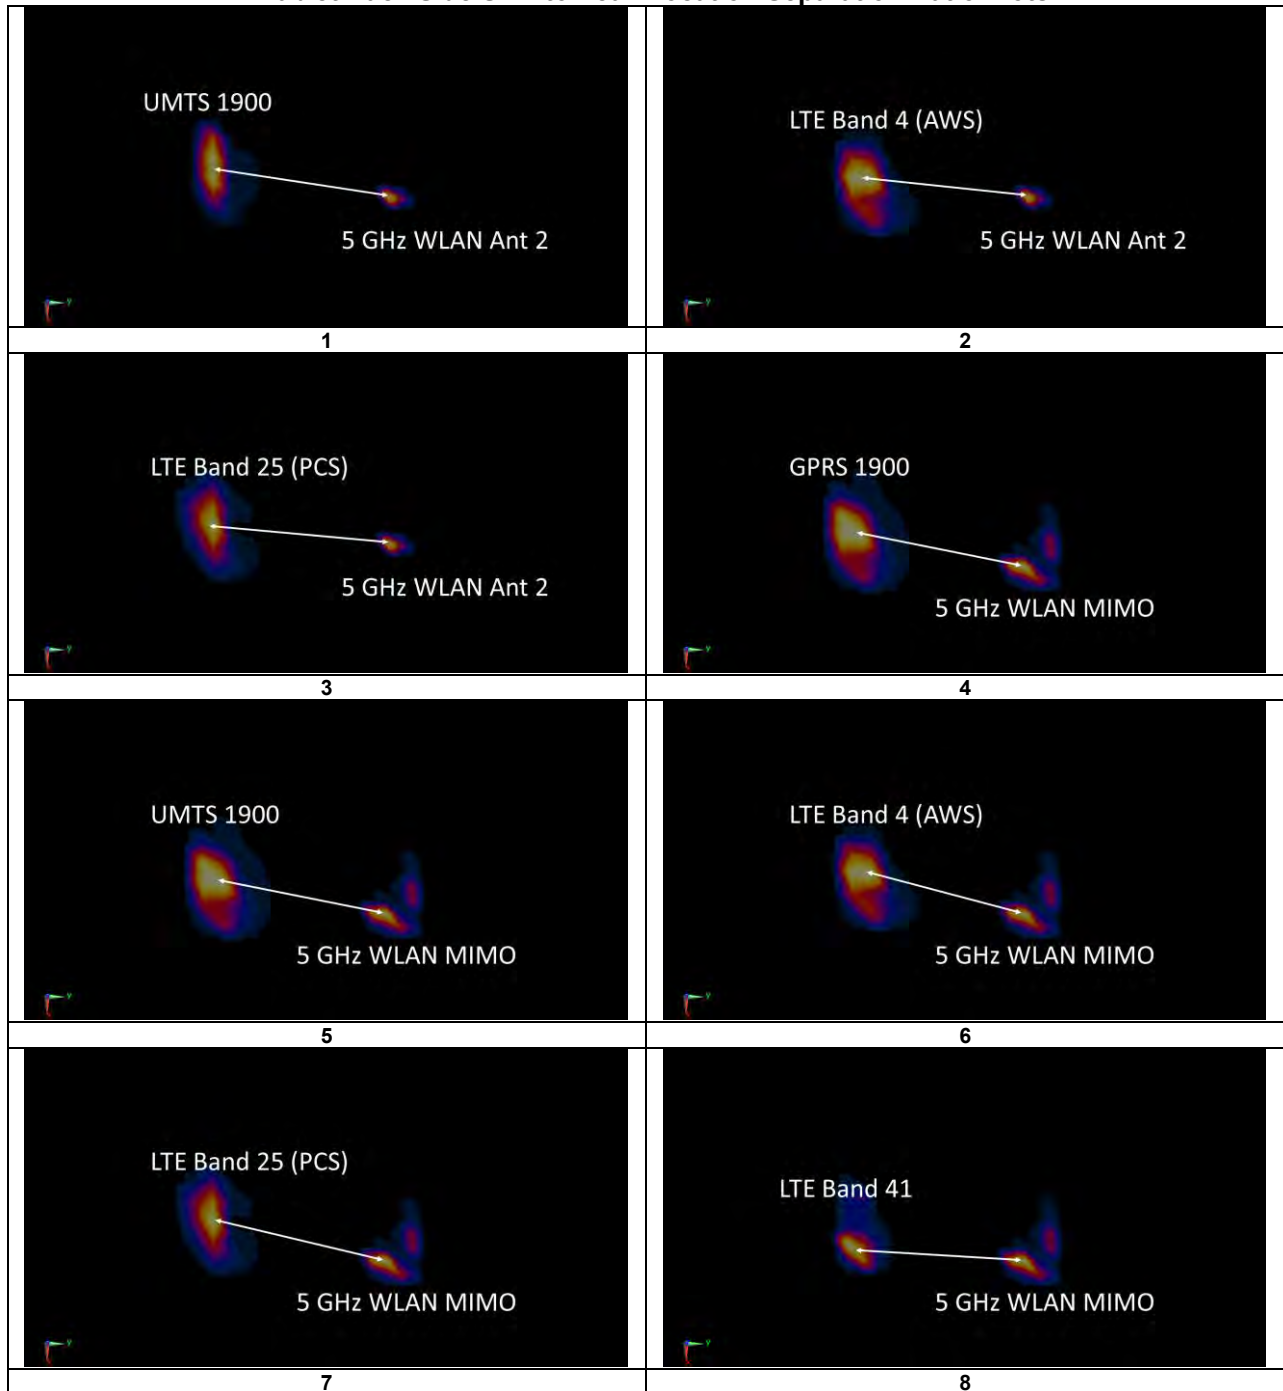 UMTS 1900
5 GHz WLAN Ant 2
y
1
LTE Band 4 (AWS)
5 GHz WLAN Ant 2
y
2
LTE Band 25 (PCS)
5 GHz WLAN Ant 2
y
3
GPRS 1900
5 GHz WLAN MIMO
y
4
UMTS 1900
5 GHz WLAN MIMO
y
5
LTE Band 4 (AWS)
5 GHz WLAN MIMO
y
6
LTE Band 25 (PCS)
5 GHz WLAN MIMO
y
7
LTE Band 41
5 GHz WLAN MIMO
y
8